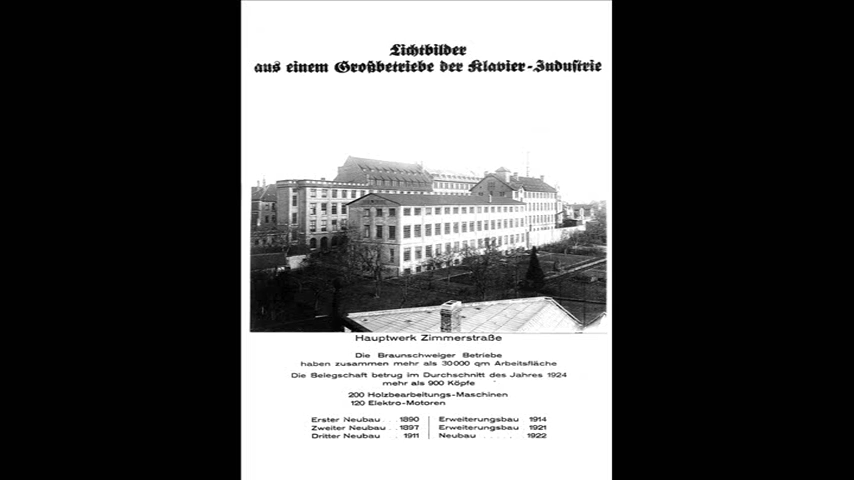 Lichtbilder
aus einem Großbetriebe der Klavier-Industrie
Hauptwerk Zimmerstraße
Die Braunschweiger Betriebe
haben zusammen mehr als 30000 qm Arbeitsfläche
Die Belegschaft betrug im Durchschnitt des Jahres 1924
mehr als 900 Köpfe
200 Holzbearbeitungs-Maschinen
120 Elektro-Motoren
Erster Neubau . . 1890 Erweiterungsbau . 1914
Zweiter Neubau . . 1897 Erweiterungsbau . 1921
Dritter Neubau . . 1911 Neubau . . . . . . 1922